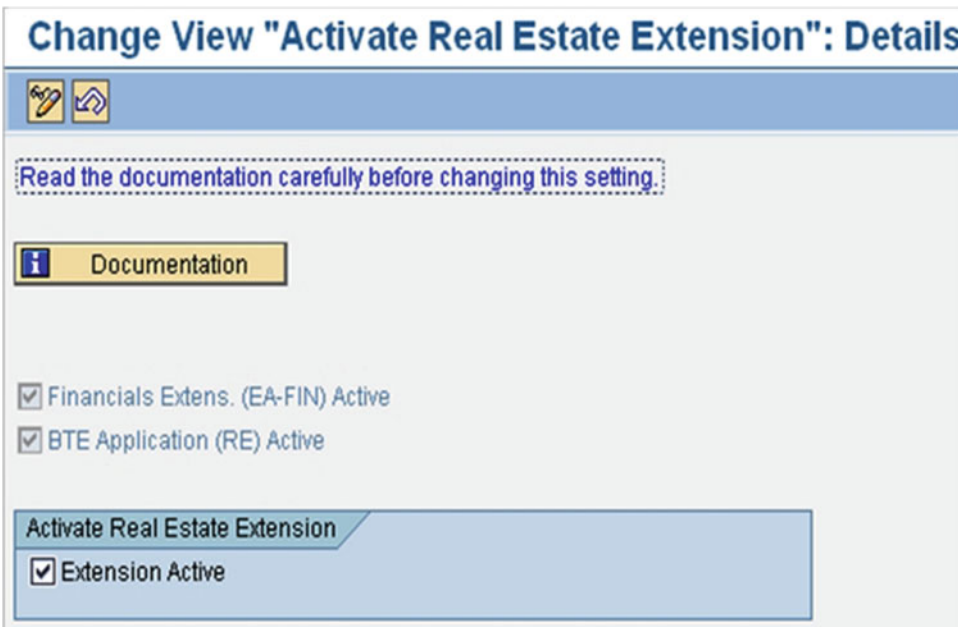 Change View "Activate Real Estate Extension": Details
Read the documentation carefully before changing this setting.
Documentation
Financials Extens. (EA-FIN) Active
BTE Application (RE) Active
Activate Real Estate Extension
Extension Active